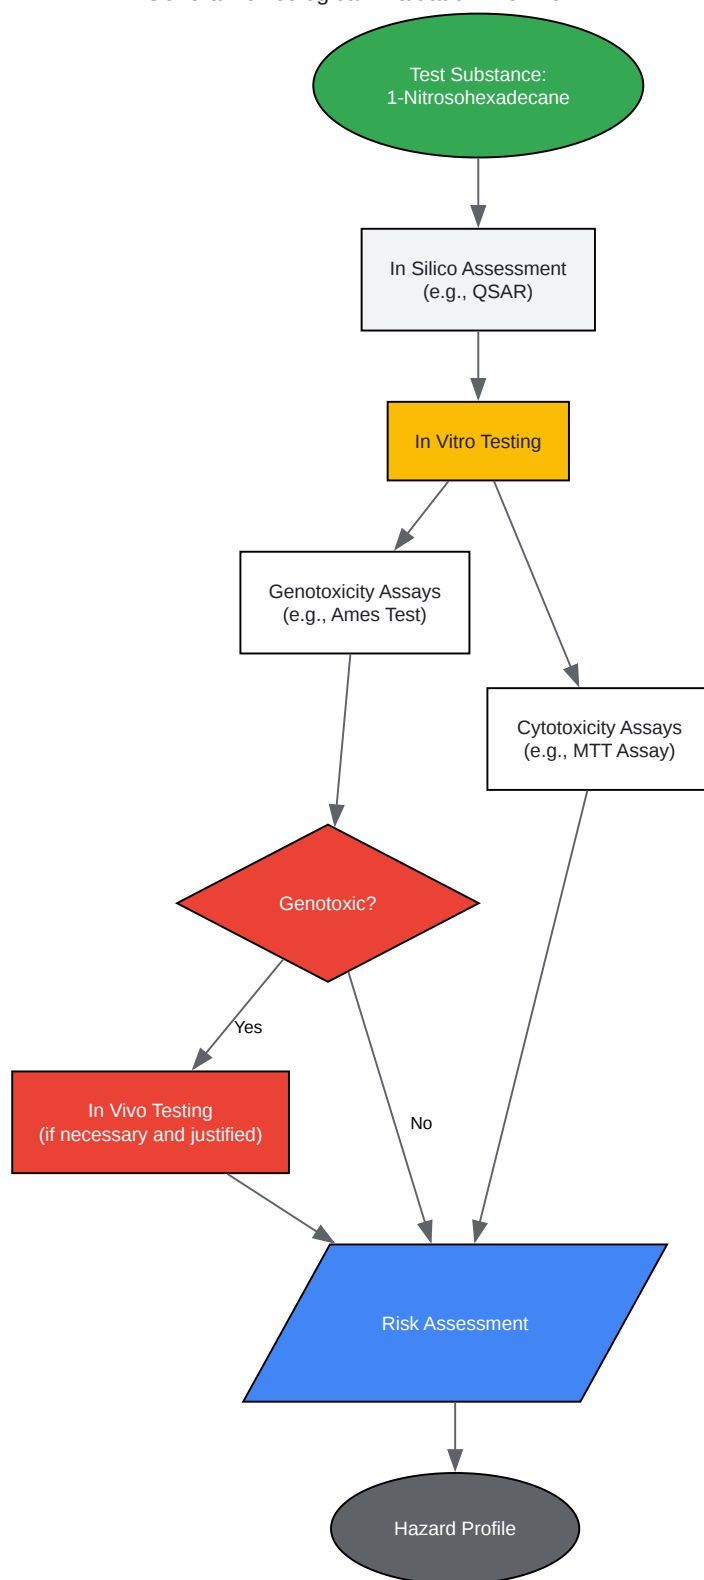 Test Substance:
1-Nitrosohexadecane
In Silico Assessment
(e.g., QSAR)
In Vitro Testing
Genotoxicity Assays
(e.g., Ames Test)
Cytotoxicity Assays
(e.g., MTT Assay)
Genotoxic?
Yes
In Vivo Testing
(if necessary and justified)
No
Risk Assessment
Hazard Profile